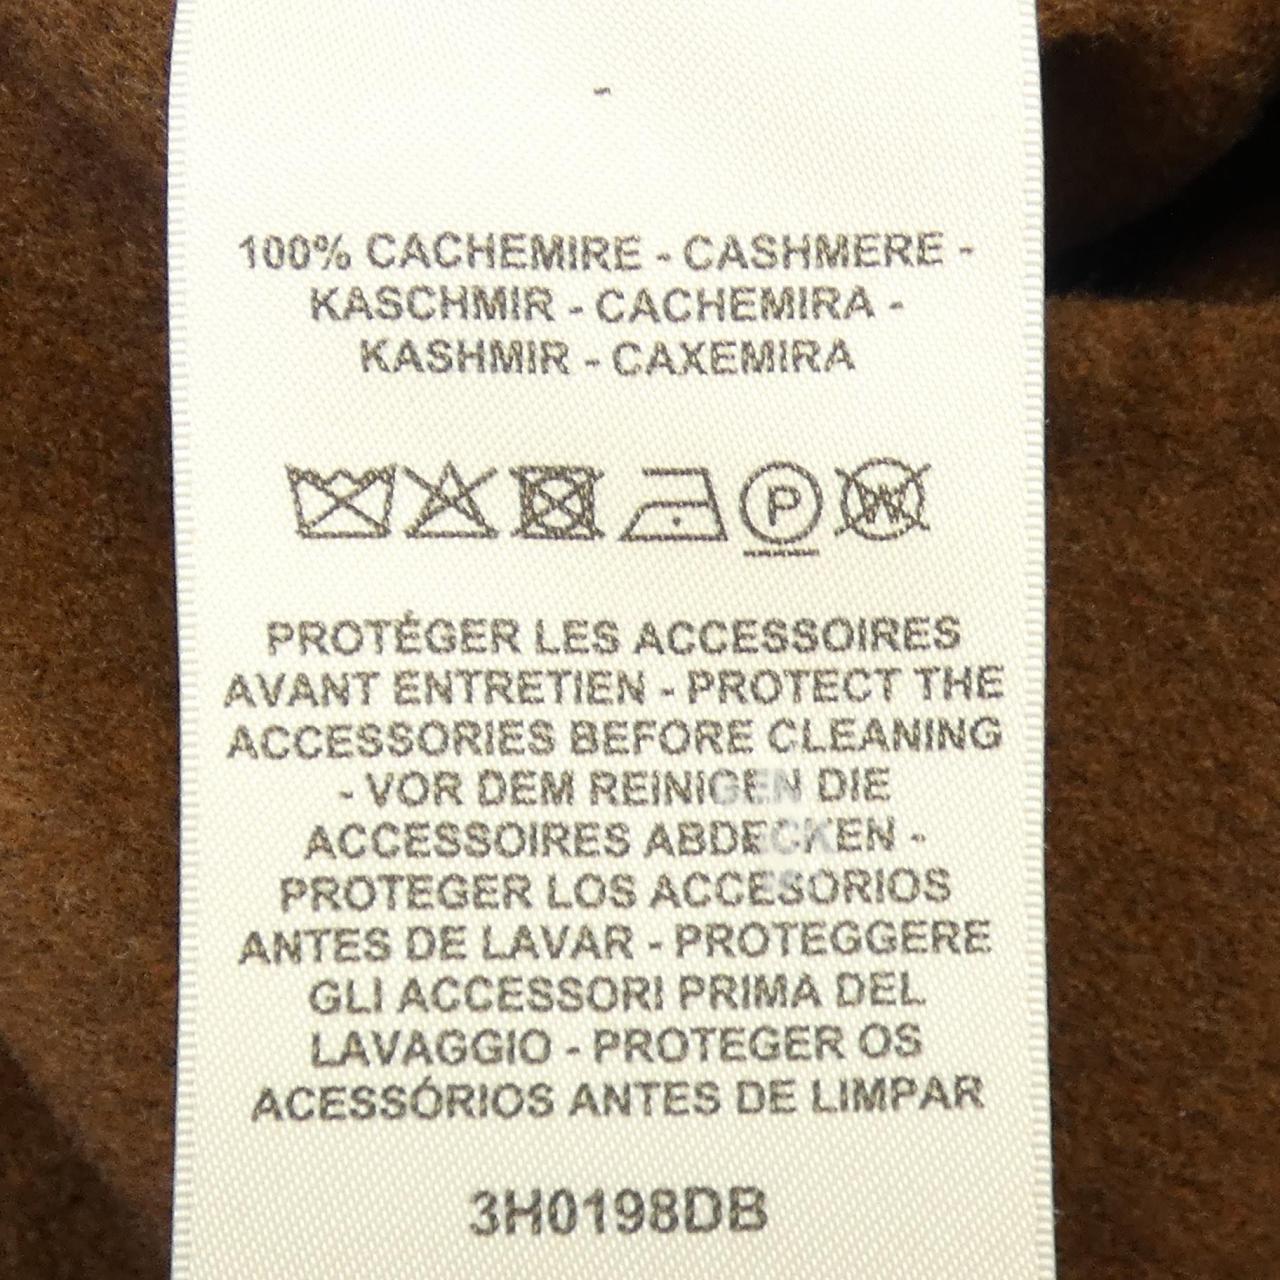 -
100% CACHEMIRE - CASHMERE -
KASCHMIR - CACHEMIRA -
KASHMIR - CAXEMIRA
P W
PROTÉGER LES ACCESSOIRES
AVANT ENTRETIEN - PROTECT THE
ACCESSORIES BEFORE CLEANING
- VOR DEM REINIGEN DIE
ACCESSOIRES ABDECKEN -
PROTEGER LOS ACCESORIOS
ANTES DE LAVAR - PROTEGGERE
GLI ACCESSORI PRIMA DEL
LAVAGGIO - PROTEGER OS
ACESSÓRIOS ANTES DE LIMPAR
3H0198DB